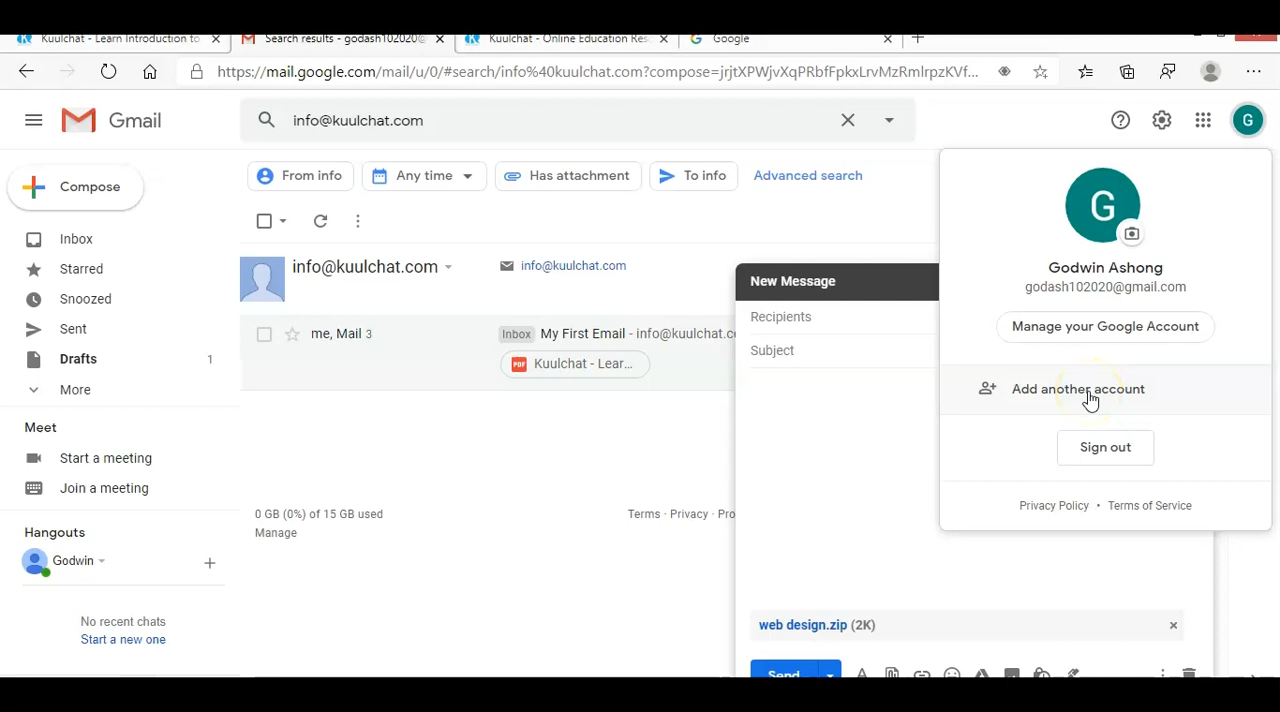 Kuulchat - Learn Introduction to
Search results - godash102020@
Kuulchat - Online Education Res
Google
https://mail.google.com/mail/u/0/#search/info%40kuulchat.com?compose=jrjtXPWjvXqPRbfFpkxLrvMzRmlrpzKVf...
Gmail
info@kuulchat.com
G
Compose
From info
Any time
Has attachment
To info
Advanced search
G
Inbox
Starred
Snoozed
Sent
Drafts 1
More
info@kuulchat.com
info@kuulchat.com
me, Mail 3
Inbox My First Email - info@kuulchat.c
PDF Kuulchat - Lear...
New Message
Recipients
Subject
Godwin Ashong
godash102020@gmail.com
Manage your Google Account
Add another account
Sign out
Privacy Policy • Terms of Service
Meet
Start a meeting
Join a meeting
Hangouts
Godwin
No recent chats
Start a new one
0 GB (0%) of 15 GB used
Manage
Terms · Privacy · Pro
web design.zip (2K)
Send